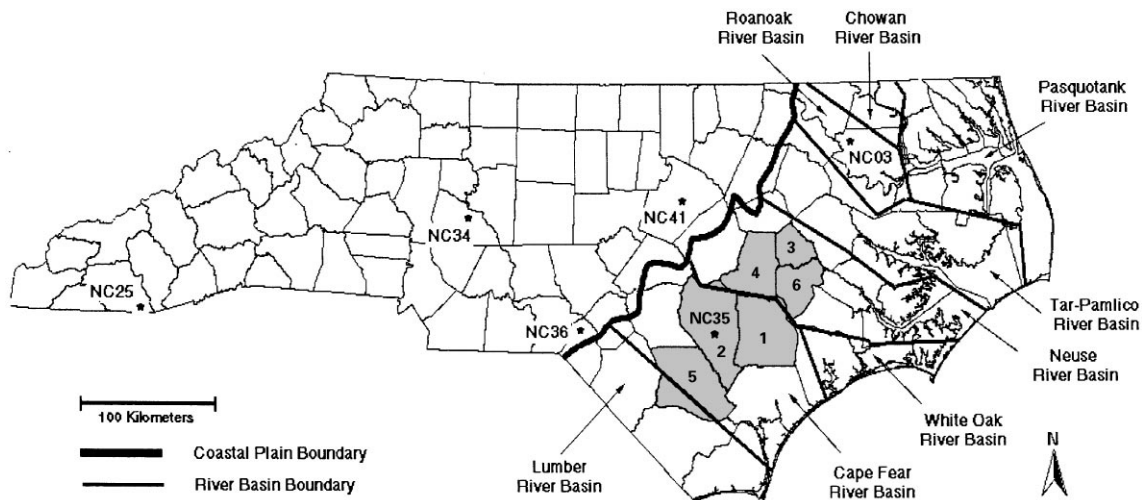 Roanoak
River Basin
Chowan
River Basin
Pasquotank
River Basin
NC03
NC41
NC34
3
4
6
NC25
NC35
NC36
1
2
5
Tar-Pamlico
River Basin
Neuse
River Basin
White Oak
River Basin
Cape Fear
River Basin
Lumber
River Basin
100 Kilometers
Coastal Plain Boundary
River Basin Boundary
N